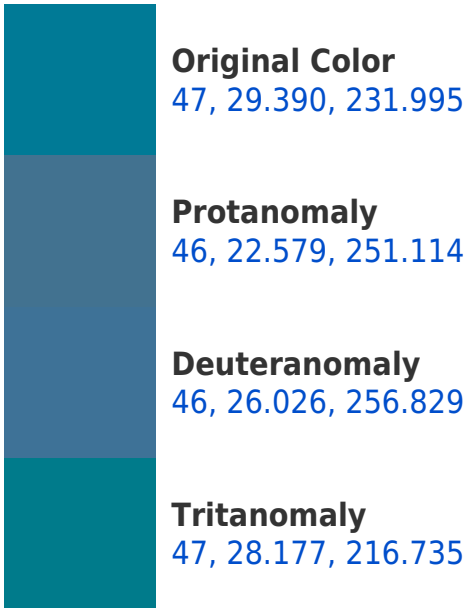 Original Color
47, 29.390, 231.995
Protanomaly
46, 22.579, 251.114
Deuteranomaly
46, 26.026, 256.829
Tritanomaly
47, 28.177, 216.735